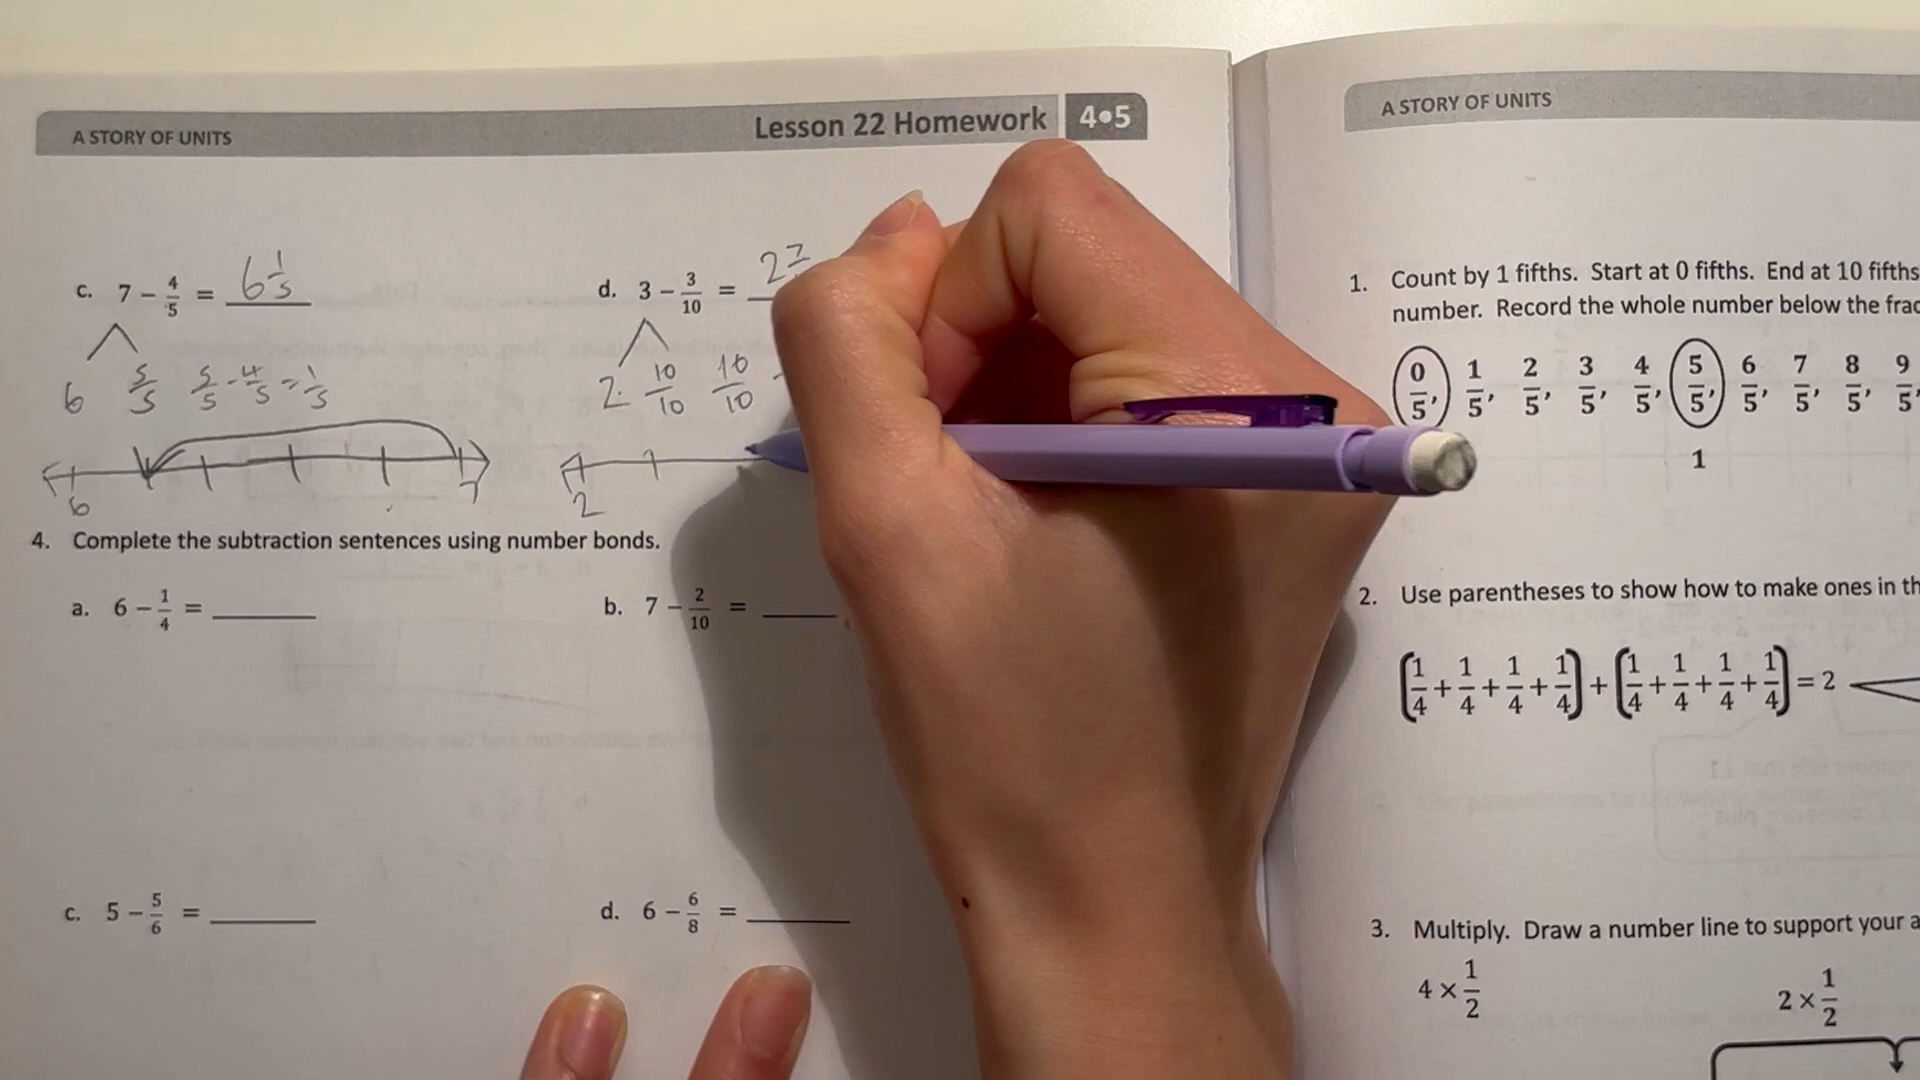 A STORY OF UNITS
Lesson 22 Homework 4•5
c. 7 − 4/5 = 6 1/5
6 5/5 5/5 - 4/5 = 1/5
6 7
d. 3 − 3/10 = 2 7
2 10/10 10/10 -
2
4. Complete the subtraction sentences using number bonds.
a. 6 − 1/4 = ______
b. 7 − 2/10 = ______
c. 5 − 5/6 = ______
d. 6 − 6/8 = ______
A STORY OF UNITS
1. Count by 1 fifths. Start at 0 fifths. End at 10 fifths
number. Record the whole number below the
0/5, 1/5, 2/5, 3/5, 4/5, 5/5, 6/5, 7/5, 8/5, 9/5,
1
2. Use parentheses to show how to make ones in
(1/4 + 1/4 + 1/4 + 1/4) + (1/4 + 1/4 + 1/4 + 1/4) = 2
3. Multiply. Draw a number line to support your
4 × 1/2 2 × 1/2